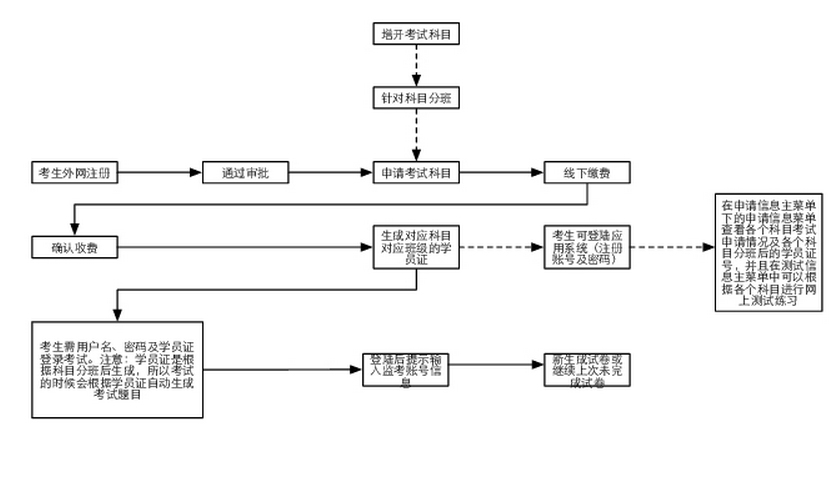 增开考试科目
针对科目分班
考生外网注册
通过审批
申请考试科目
线下缴费
确认收费
生成对应科目
对应班级的学
员证
考生可登陆应
用系统（注册
账号及密码）
在申请信息主菜单
下的申请信息菜单
查看各个科目考试
申请情况及各个科
目分班后的学员证
号，并且在测试信
息主菜单中可以根
据各个科目进行网
上测试练习
考生需用户名、密码及学员证
登录考试。注意：学员证是根
据科目分班后生成，所以考试
的时候会根据学员证自动生成
考试题目
登陆后提示输
入监考账号信
息
新生成试卷或
继续上次未完
成试卷